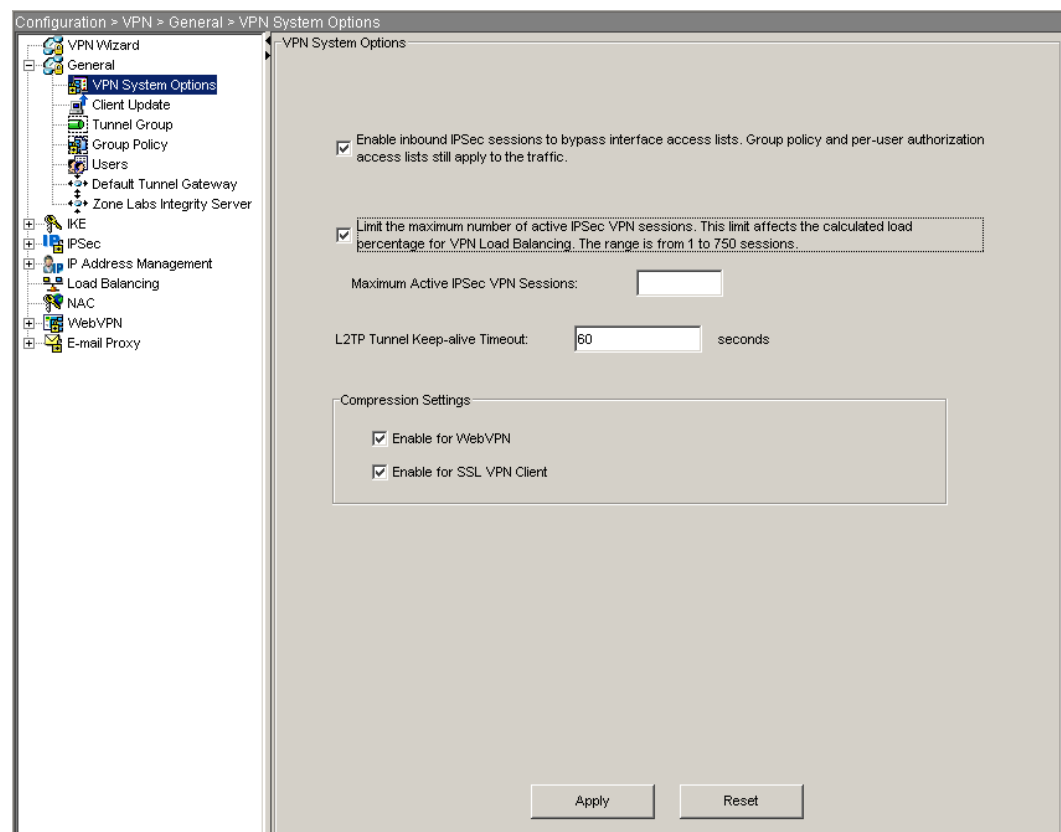 Configuration > VPN > General > VPN System Options
VPN Wizard
General
VPN System Options
Client Update
Tunnel Group
Group Policy
Users
Default Tunnel Gateway
Zone Labs Integrity Server
IKE
IPSec
IP Address Management
Load Balancing
NAC
WebVPN
E-mail Proxy
VPN System Options
Enable inbound IPSec sessions to bypass interface access lists. Group policy and per-user authorization
access lists still apply to the traffic.
Limit the maximum number of active IPSec VPN sessions. This limit affects the calculated load
percentage for VPN Load Balancing. The range is from 1 to 750 sessions.
Maximum Active IPSec VPN Sessions:
L2TP Tunnel Keep-alive Timeout: 60 seconds
Compression Settings
Enable for WebVPN
Enable for SSL VPN Client
Apply Reset